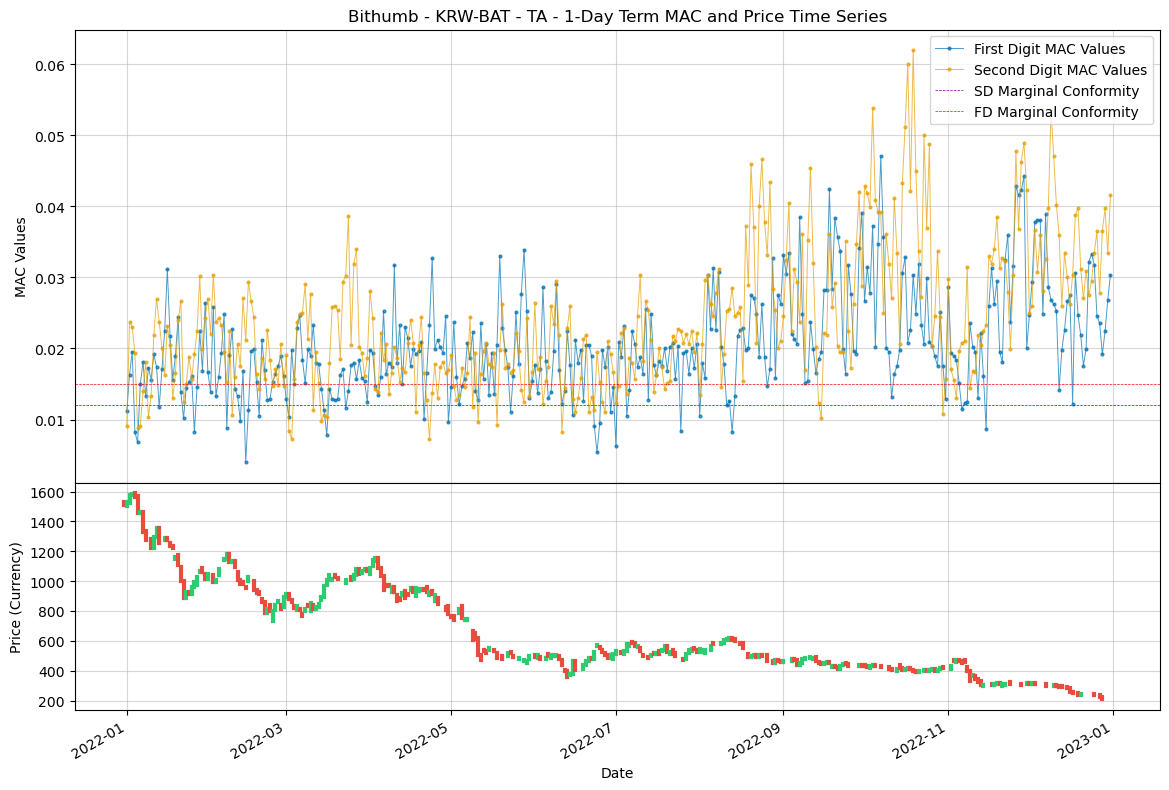 Bithumb - KRW-BAT - TA - 1-Day Term MAC and Price Time Series
First Digit MAC Values
Second Digit MAC Values
SD Marginal Conformity
FD Marginal Conformity
MAC Values
0.06
0.05
0.04
0.03
0.02
0.01
Price (Currency)
1600
1400
1200
1000
800
600
400
200
2022-01
2022-03
2022-05
2022-07
2022-09
2022-11
2023-01
Date